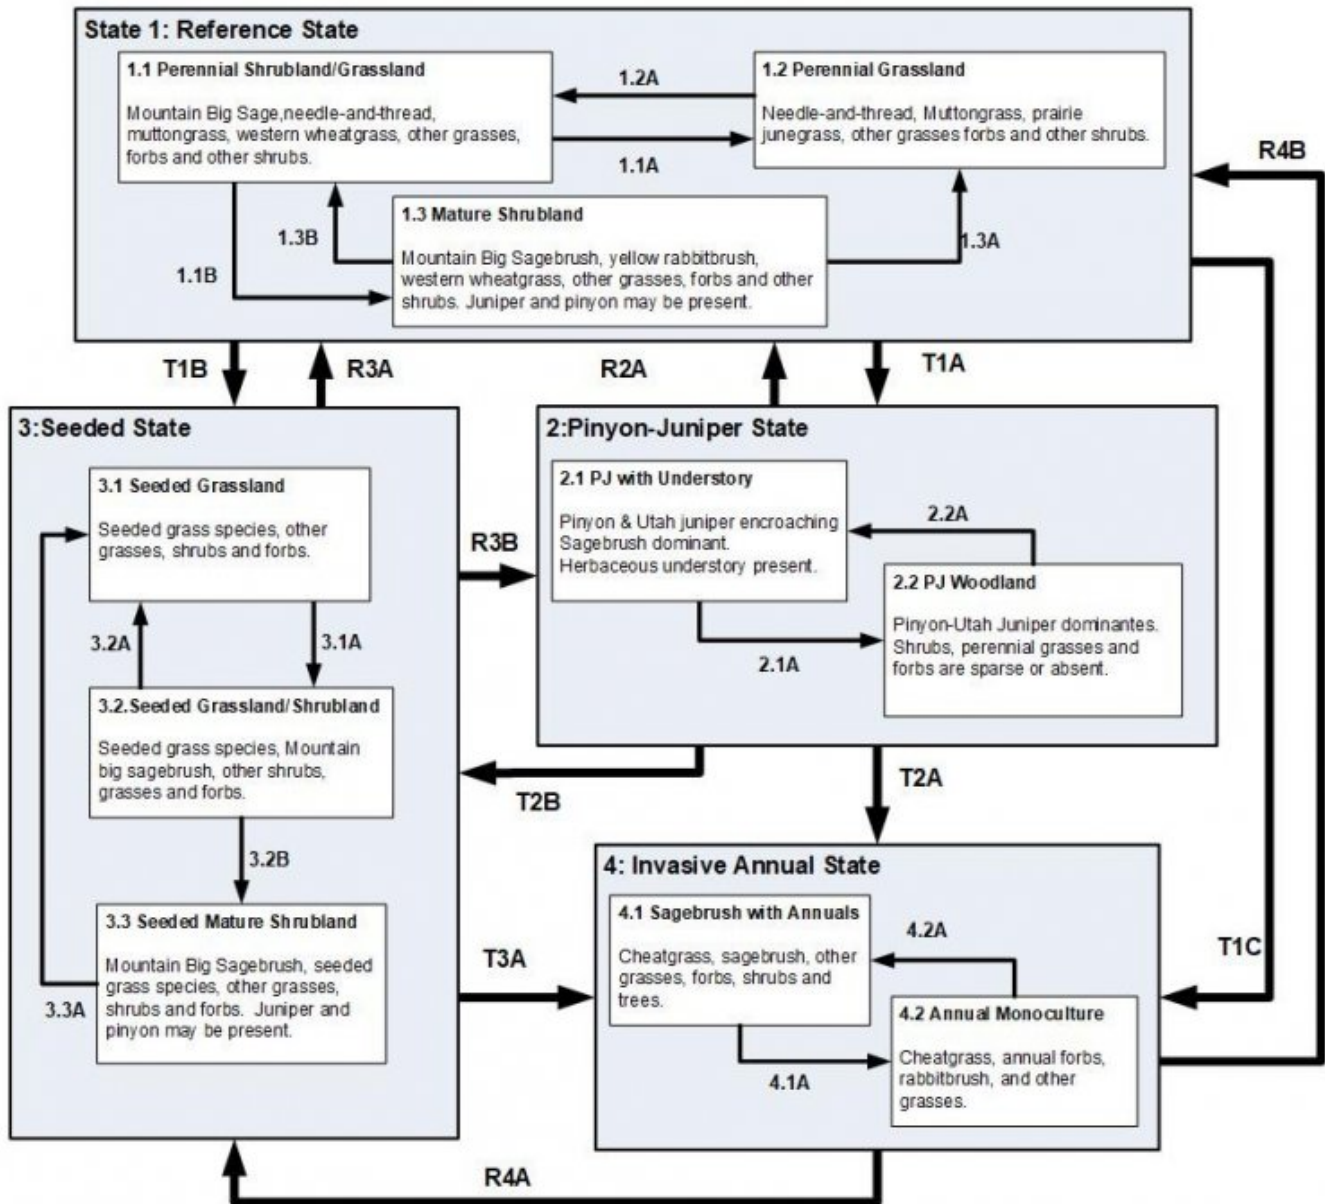 State 1: Reference State
1.1 Perennial Shrubland/Grassland
Mountain Big Sage,needle-and-thread,
muttongrass, western wheatgrass, other grasses,
forbs and other shrubs.
1.2A
1.1A
1.2 Perennial Grassland
Needle-and-thread, Muttongrass, prairie
junegrass, other grasses forbs and other shrubs.
R4B
1.3 Mature Shrubland
Mountain Big Sagebrush, yellow rabbitbrush,
western wheatgrass, other grasses, forbs and other
shrubs. Juniper and pinyon may be present.
1.3B
1.1B
1.3A
T1B
R3A
R2A
T1A
3:Seeded State
3.1 Seeded Grassland
Seeded grass species, other
grasses, shrubs and forbs.
3.2A
3.1A
3.2.Seeded Grassland/Shrubland
Seeded grass species, Mountain
big sagebrush, other shrubs,
grasses and forbs.
3.2B
3.3 Seeded Mature Shrubland
Mountain Big Sagebrush, seeded
grass species, other grasses,
shrubs and forbs. Juniper and
pinyon may be present.
3.3A
R3B
2:Pinyon-Juniper State
2.1 PJ with Understory
Pinyon & Utah juniper encroaching
Sagebrush dominant.
Herbaceous understory present.
2.2A
2.1A
2.2 PJ Woodland
Pinyon-Utah Juniper dominantes.
Shrubs, perennial grasses and
forbs are sparse or absent.
T2B
T2A
T3A
4: Invasive Annual State
4.1 Sagebrush with Annuals
Cheatgrass, sagebrush, other
grasses, forbs, shrubs and
trees.
4.2A
4.1A
4.2 Annual Monoculture
Cheatgrass, annual forbs,
rabbitbrush, and other
grasses.
T1C
R4A